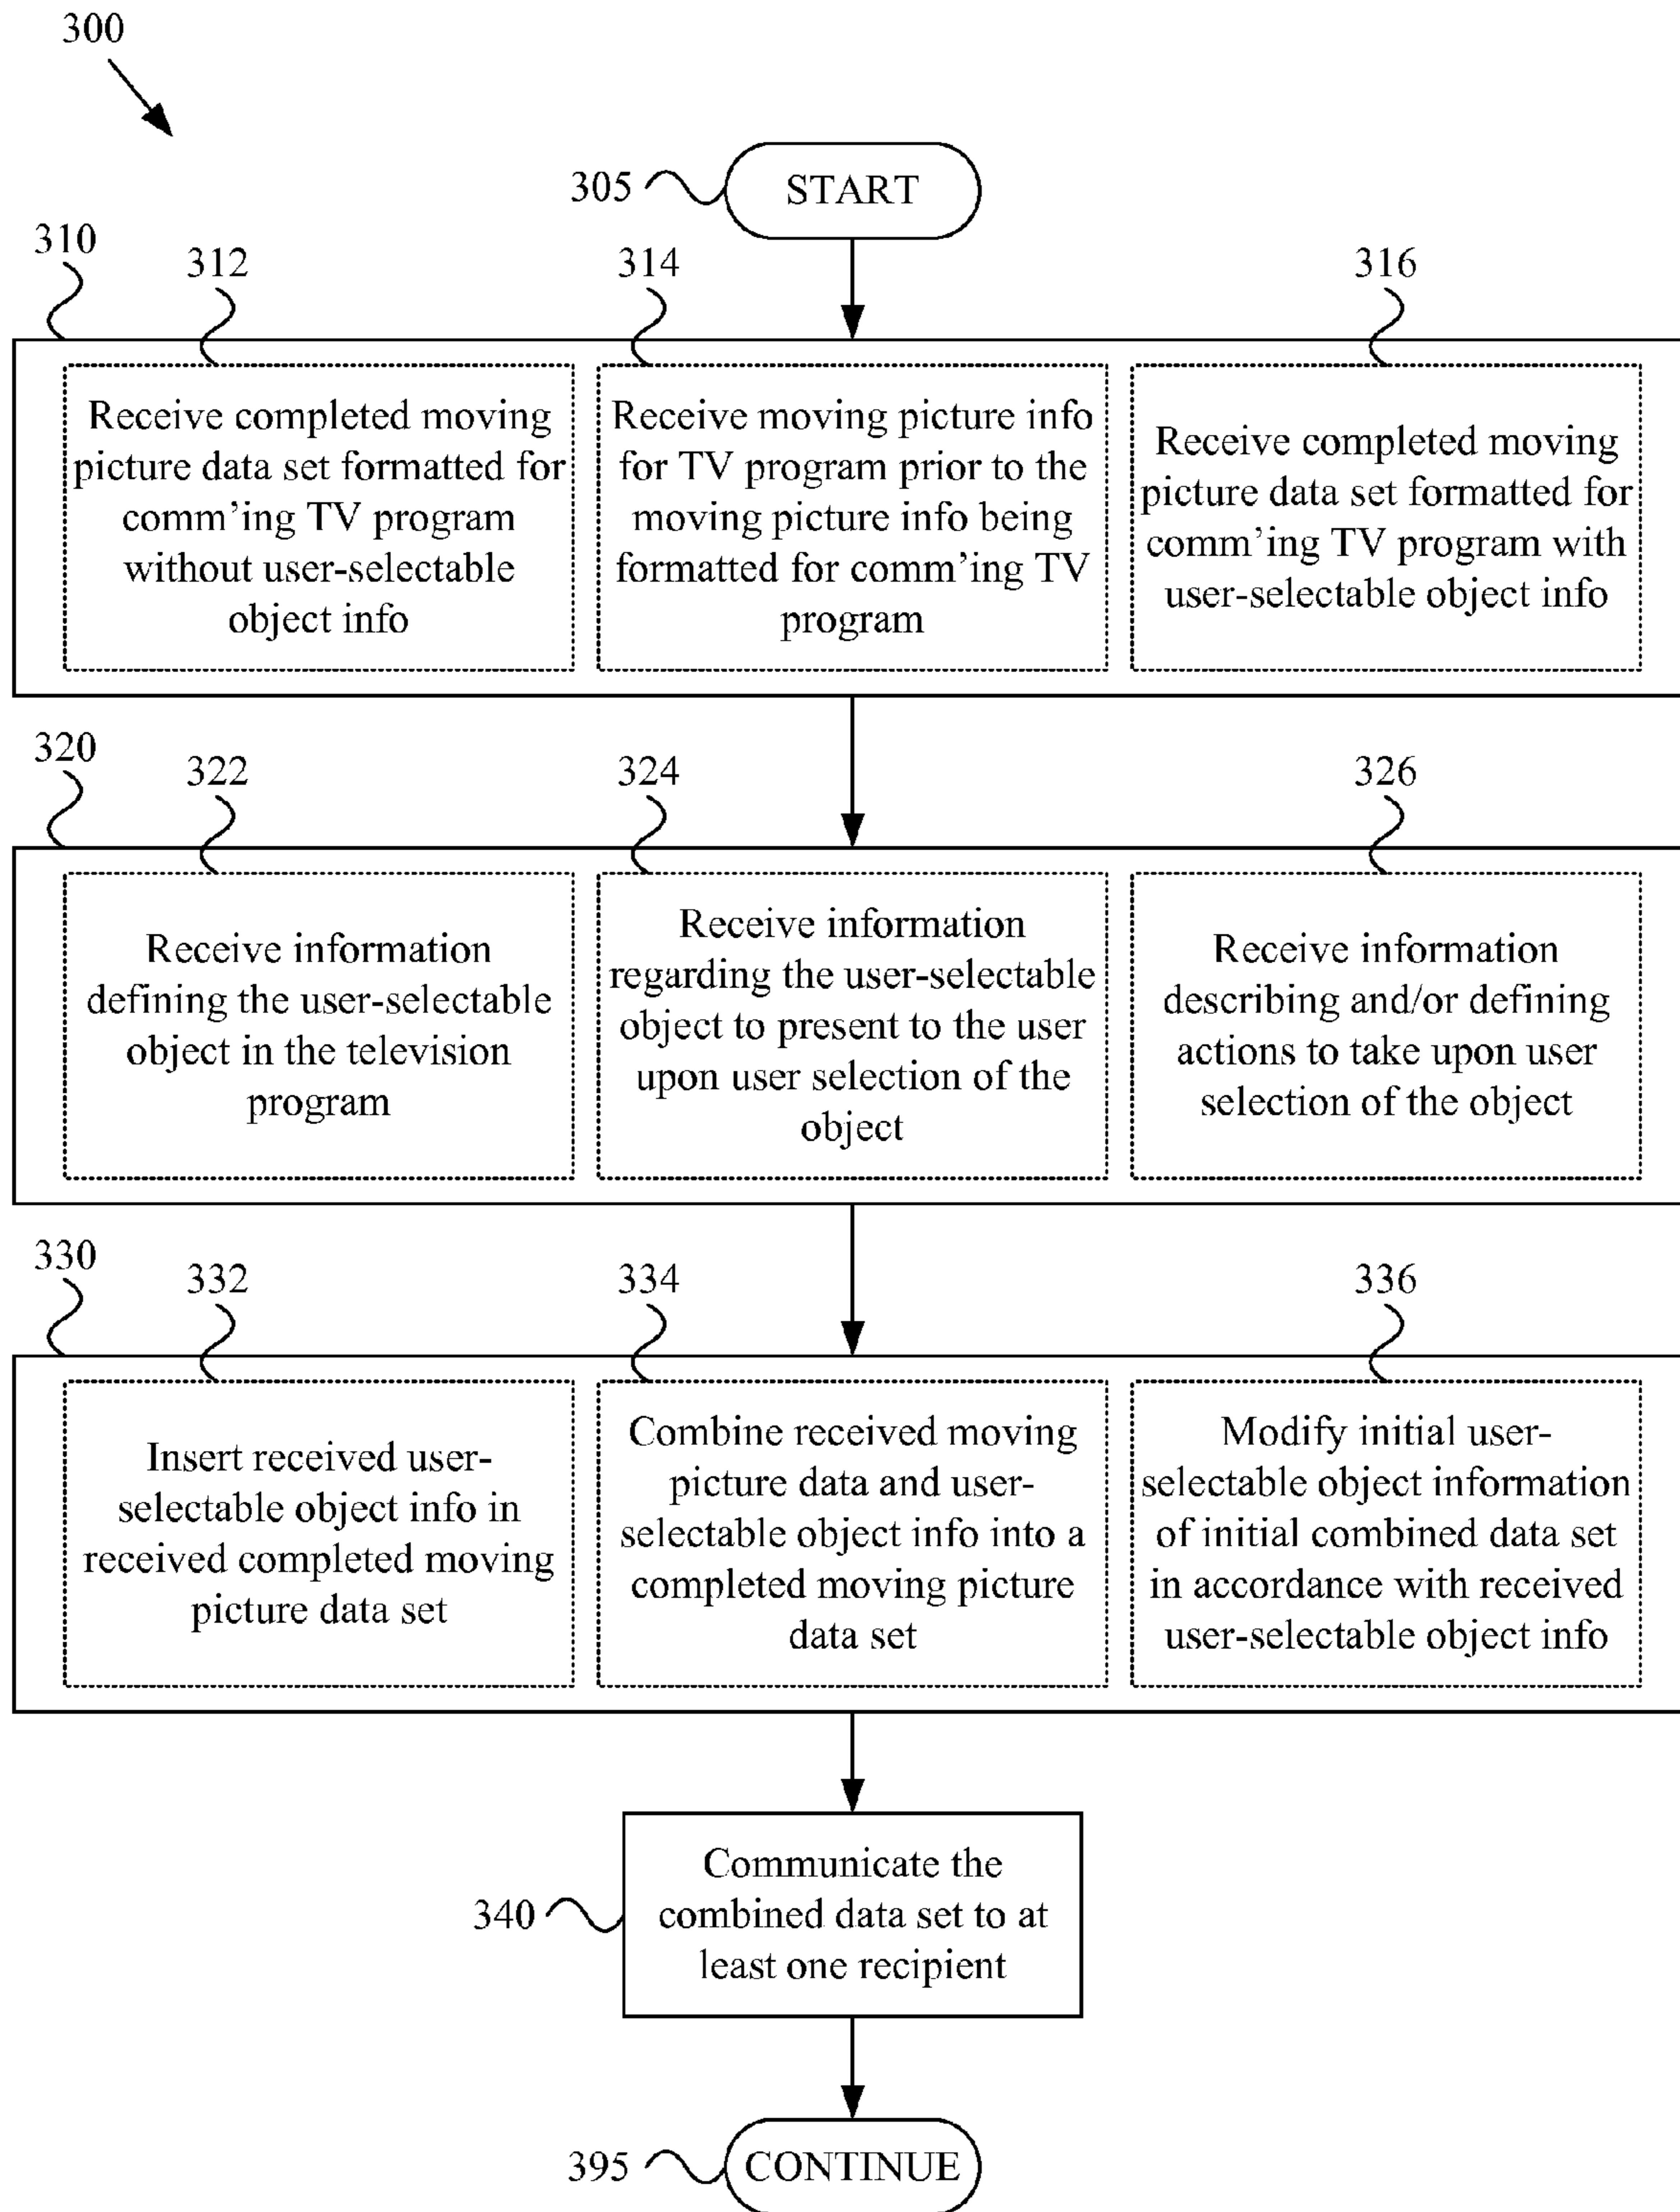 300
305
START
310
312
314
316
Receive completed moving
picture data set formatted for
comm'ing TV program
without user-selectable
object info
Receive moving picture info
for TV program prior to the
moving picture info being
formatted for comm'ing TV
program
Receive completed moving
picture data set formatted for
comm'ing TV program with
user-selectable object info
320
322
324
326
Receive information
defining the user-selectable
object in the television
program
Receive information
regarding the user-selectable
object to present to the user
upon user selection of the
object
Receive information
describing and/or defining
actions to take upon user
selection of the object
330
332
334
336
Insert received user-
selectable object info in
received completed moving
picture data set
Combine received moving
picture data and user-
selectable object info into a
completed moving picture
data set
Modify initial user-
selectable object information
of initial combined data set
in accordance with received
user-selectable object info
340
Communicate the
combined data set to at
least one recipient
395
CONTINUE